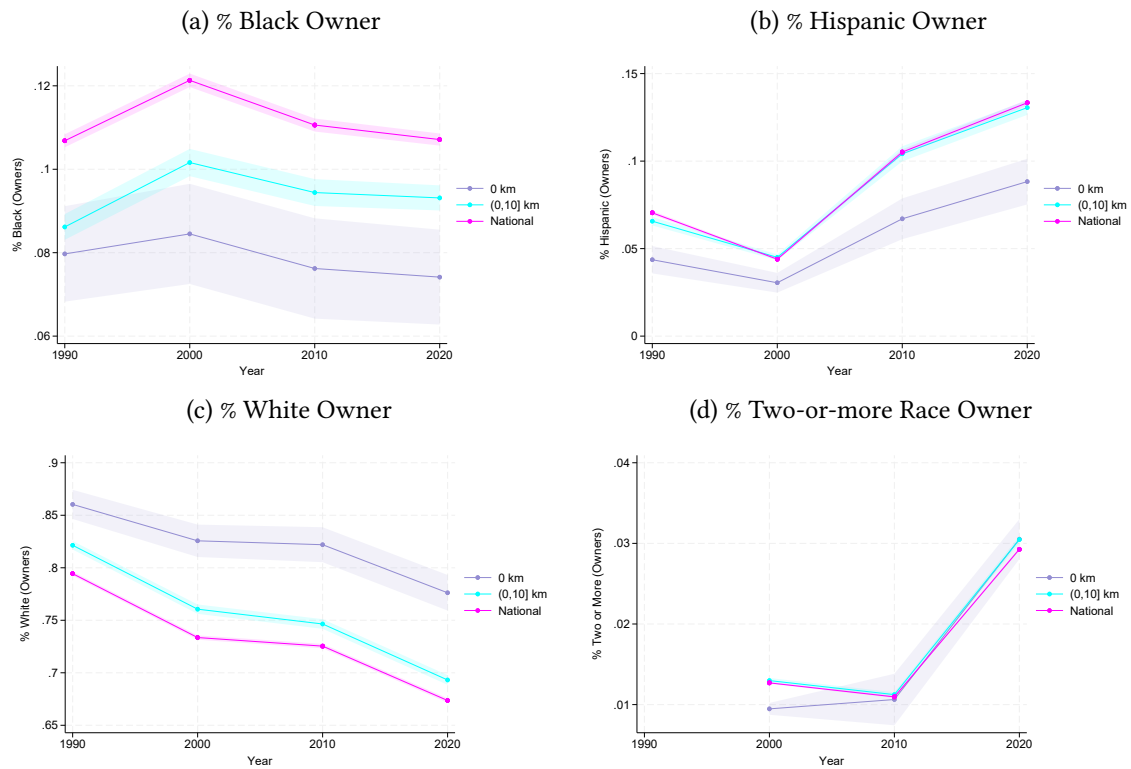 (a) % Black Owner
.12
.1
.08
.06
% Black (Owners)
1990 2000 2010 2020
Year
0 km
(0,10] km
National
(b) % Hispanic Owner
.15
.1
.05
0
% Hispanic (Owners)
1990 2000 2010 2020
Year
0 km
(0,10] km
National
(c) % White Owner
.9
.85
.8
.75
.7
.65
% White (Owners)
1990 2000 2010 2020
Year
0 km
(0,10] km
National
(d) % Two-or-more Race Owner
.04
.03
.02
.01
% Two or More (Owners)
1990 2000 2010 2020
Year
0 km
(0,10] km
National